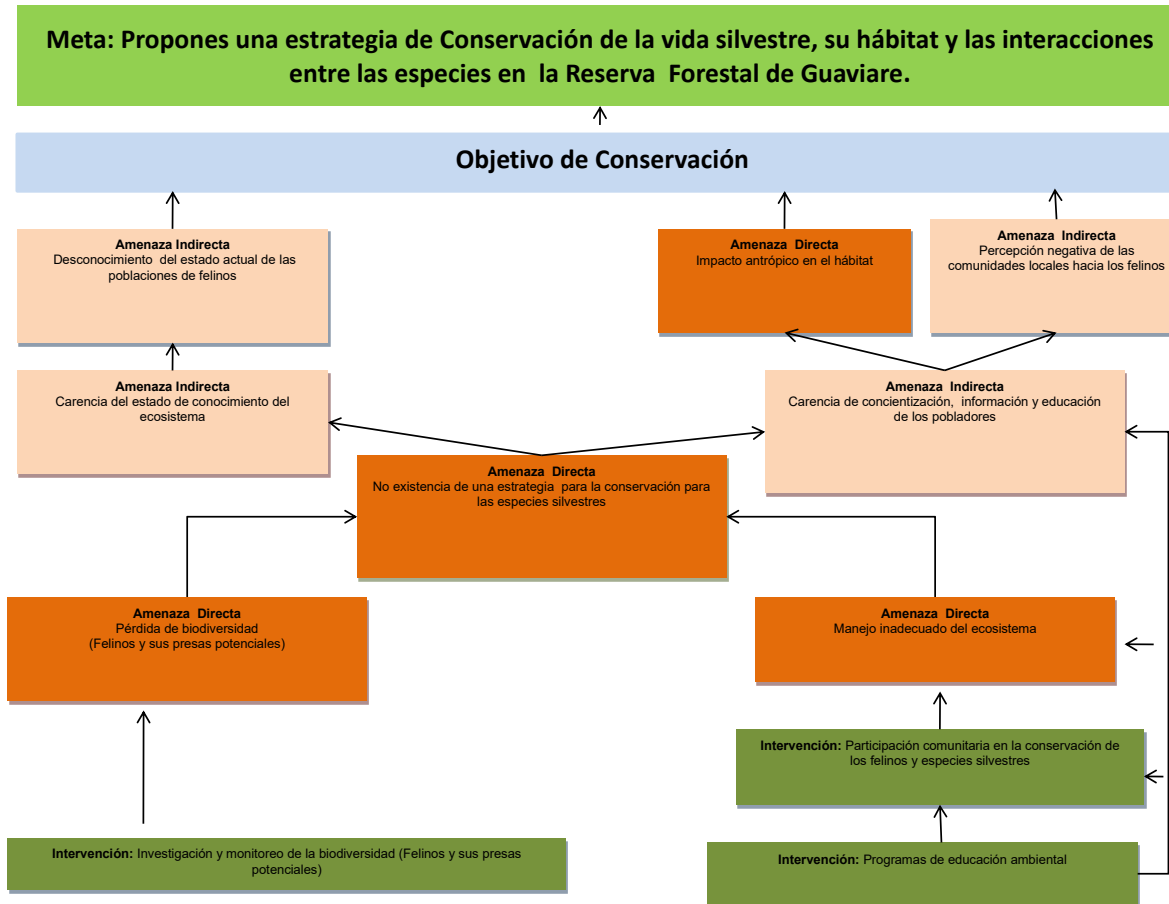 Meta: Propones una estrategia de Conservación de la vida silvestre, su hábitat y las interacciones
entre las especies en la Reserva Forestal de Guaviare.
Objetivo de Conservación
Amenaza Indirecta
Desconocimiento del estado actual de las
poblaciones de felinos
Amenaza Directa
Impacto antrópico en el hábitat
Amenaza Indirecta
Percepción negativa de las
comunidades locales hacia los felinos
Amenaza Indirecta
Carencia del estado de conocimiento del
ecosistema
Amenaza Indirecta
Carencia de concientización, información y educación
de los pobladores
Amenaza Directa
No existencia de una estrategia para la conservación para
las especies silvestres
Amenaza Directa
Pérdida de biodiversidad
(Felinos y sus presas potenciales)
Amenaza Directa
Manejo inadecuado del ecosistema
Intervención: Participación comunitaria en la conservación de
los felinos y especies silvestres
Intervención: Investigación y monitoreo de la biodiversidad (Felinos y sus presas
potenciales)
Intervención: Programas de educación ambiental